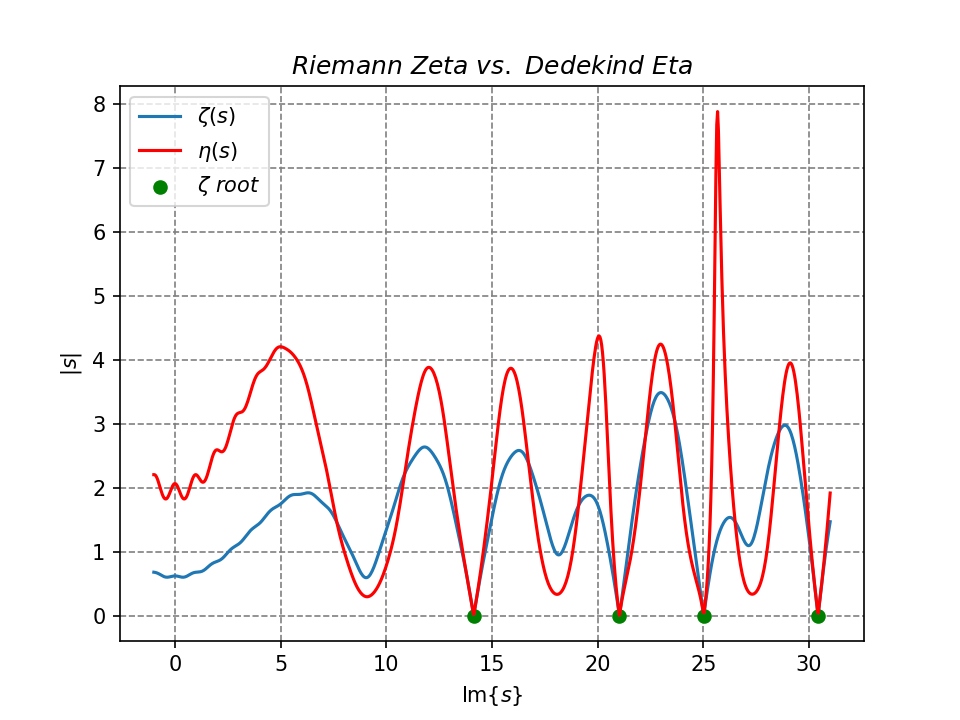 Riemann Zeta vs. Dedekind Eta
ζ(s)
η(s)
ζ root
8
7
6
5
4
3
2
1
0
|s|
0 5 10 15 20 25 30
Im{s}